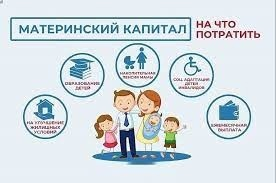 МАТЕРИНСКИЙ КАПИТАЛ
НА ЧТО
ПОТРАТИТЬ
НА УЛУЧШЕНИЕ
ЖИЛИЩНЫХ
УСЛОВИЙ
ОБРАЗОВАНИЕ
ДЕТЕЙ
НАКОПИТЕЛЬНАЯ
ПЕНСИЯ МАМЫ
СОЦ. АДАПТАЦИЯ
ДЕТЕЙ
ИНВАЛИДОВ
ЕЖЕМЕСЯЧНАЯ
ВЫПЛАТА